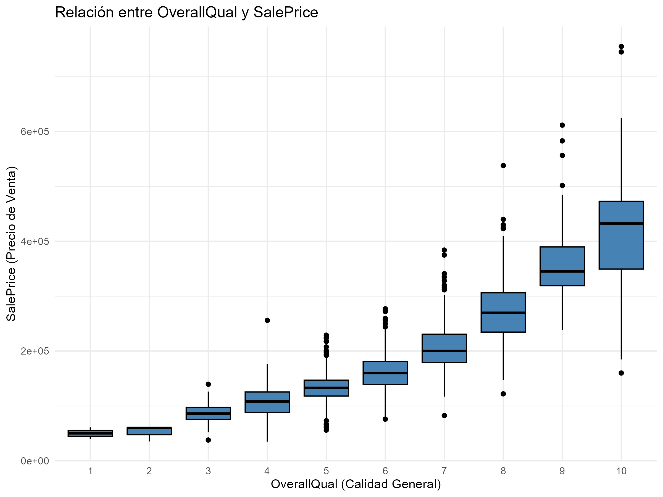 Relación entre OverallQual y SalePrice
SalePrice (Precio de Venta)
6e+05
4e+05
2e+05
0e+00
1 2 3 4 5 6 7 8 9 10
OverallQual (Calidad General)